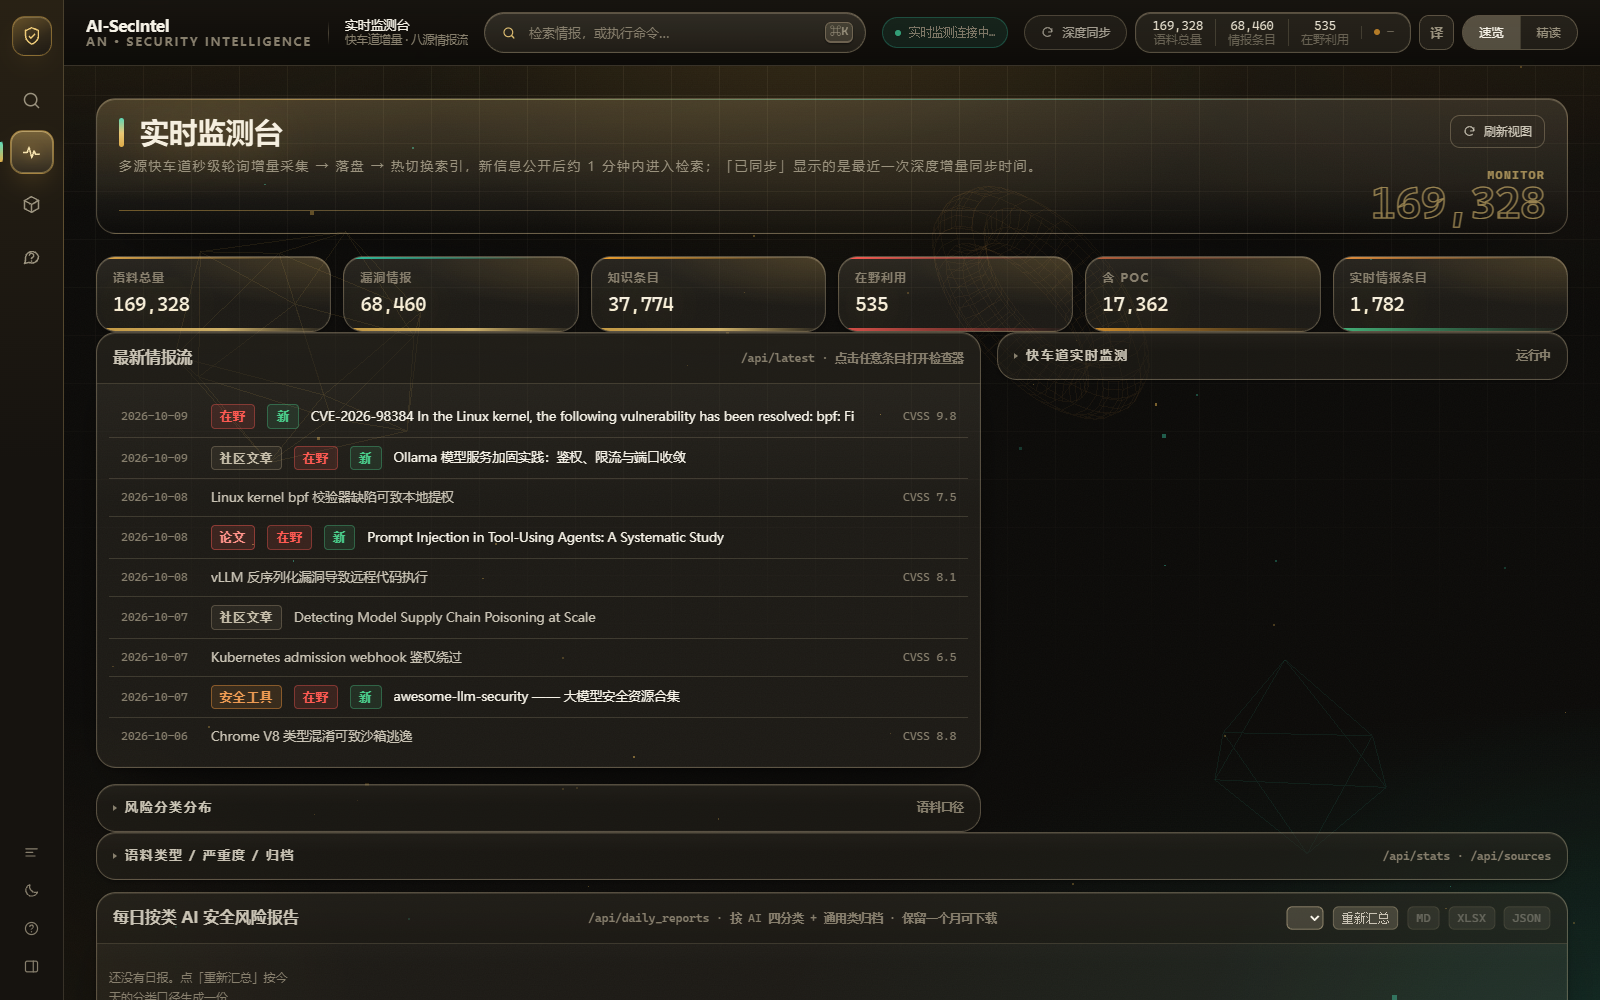 AI-SecIntel
AN • SECURITY INTELLIGENCE
实时监测台
快车道增量 · 八源情报流
检索情报，或执行命令...
⌘K
实时监测连接中…
深度同步
169,328
语料总量
68,460
情报条目
535
在野利用
—
译
速览
精读
实时监测台
刷新视图
多源快车道秒级轮询增量采集 → 落盘 → 热切换索引，新信息公开后约 1 分钟内进入检索；「已同步」显示的是最近一次深度增量同步时间。
MONITOR
169,328
语料总量
169,328
漏洞情报
68,460
知识条目
37,774
在野利用
535
含 POC
17,362
实时情报条目
1,782
最新情报流
/api/latest · 点击任意条目打开检查器
2026-10-09 在野 新 CVE-2026-98384 In the Linux kernel, the following vulnerability has been resolved: bpf: Fi CVSS 9.8
2026-10-09 社区文章 在野 新 Ollama 模型服务加固实践：鉴权、限流与端口收敛
2026-10-08 Linux kernel bpf 校验器缺陷可致本地提权 CVSS 7.5
2026-10-08 论文 在野 新 Prompt Injection in Tool-Using Agents: A Systematic Study
2026-10-08 vLLM 反序列化漏洞导致远程代码执行 CVSS 8.1
2026-10-07 社区文章 Detecting Model Supply Chain Poisoning at Scale
2026-10-07 Kubernetes admission webhook 鉴权绕过 CVSS 6.5
2026-10-07 安全工具 在野 新 awesome-llm-security —— 大模型安全资源合集
2026-10-06 Chrome V8 类型混淆可致沙箱逃逸 CVSS 8.8
快车道实时监测
运行中
风险分类分布
语料口径
语料类型 / 严重度 / 归档
/api/stats · /api/sources
每日按类 AI 安全风险报告
/api/daily_reports · 按 AI 四分类 + 通用类归档 · 保留一个月可下载
重新汇总
MD
XLSX
JSON
还没有日报。点「重新汇总」按今
天的分类口径生成一份